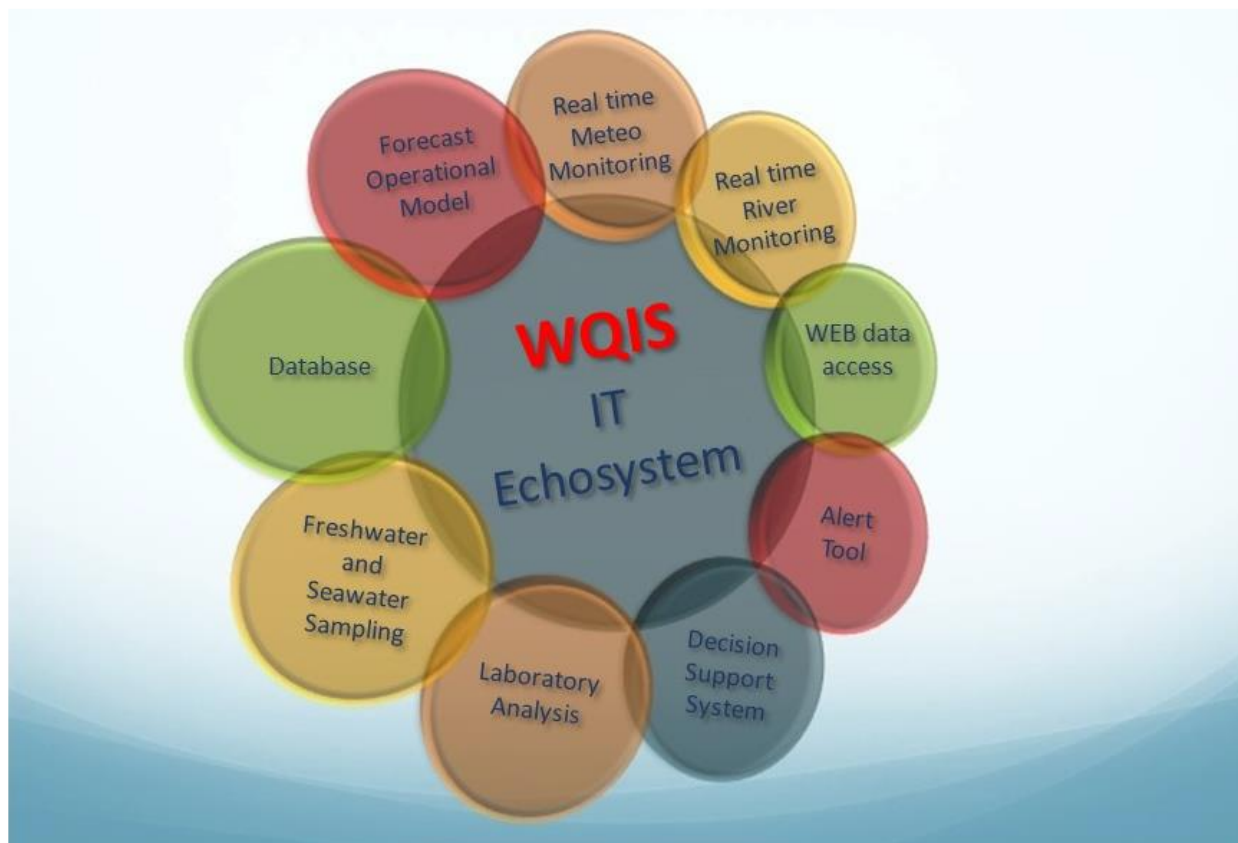 Real time
Meteo
Monitoring
Real time
River
Monitoring
WEB data
access
Alert
Tool
Decision
Support
System
Laboratory
Analysis
Freshwater
and
Seawater
Sampling
Database
Forecast
Operational
Model
WQIS
IT
Echosystem